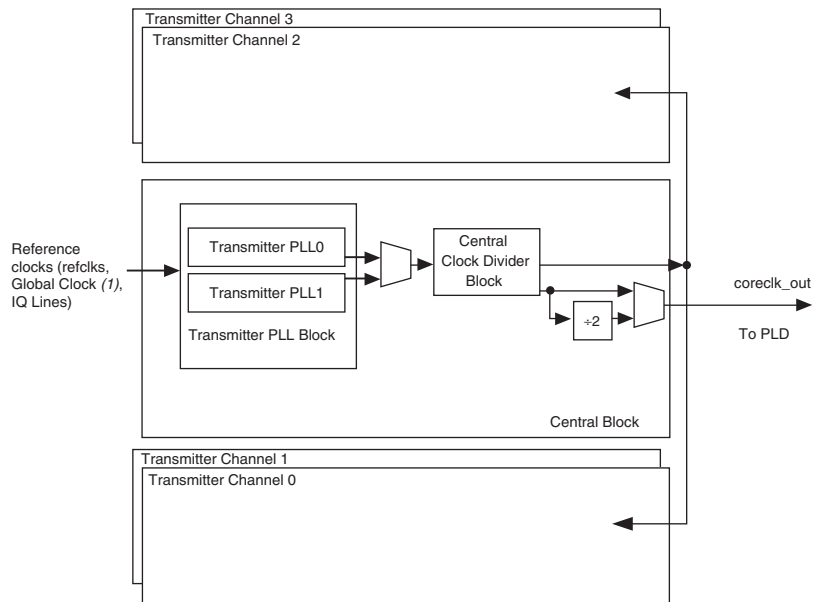 Transmitter Channel 3
Transmitter Channel 2
Reference
clocks (refclks,
Global Clock (1),
IQ Lines)
Transmitter PLL0
Transmitter PLL1
Transmitter PLL Block
Central
Clock Divider
Block
÷2
coreclk_out
To PLD
Central Block
Transmitter Channel 1
Transmitter Channel 0